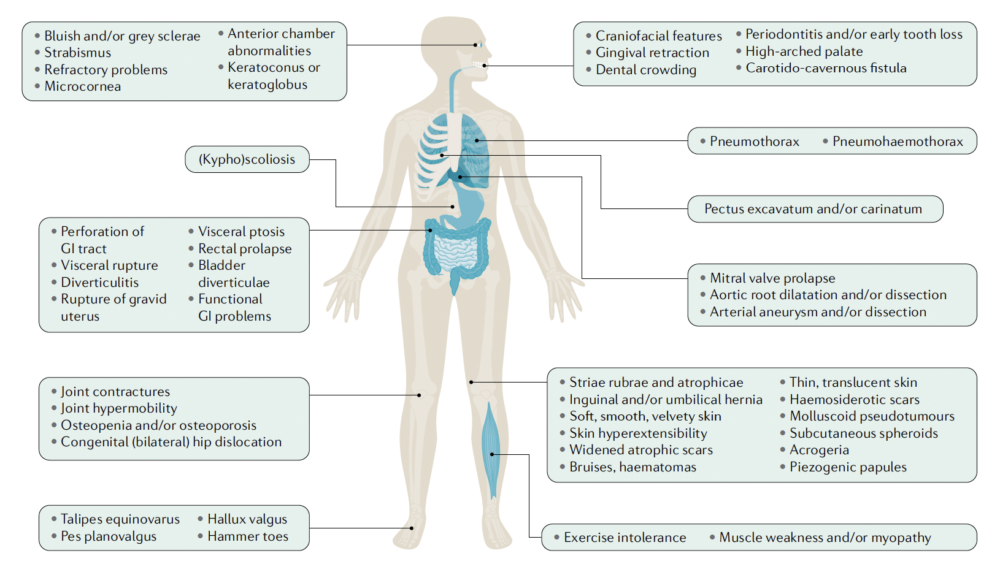 • Bluish and/or grey sclerae
• Strabismus
• Refractory problems
• Microcornea
• Anterior chamber
abnormalities
• Keratoconus or
keratoglobus
• Craniofacial features
• Gingival retraction
• Dental crowding
• Periodontitis and/or early tooth loss
• High-arched palate
• Carotido-cavernous fistula
• Pneumothorax
• Pneumohaemothorax
(Kypho)scoliosis
Pectus excavatum and/or carinatum
• Perforation of
GI tract
• Visceral rupture
• Diverticulitis
• Rupture of gravid
uterus
• Visceral ptosis
• Rectal prolapse
• Bladder
diverticulae
• Functional
GI problems
• Mitral valve prolapse
• Aortic root dilatation and/or dissection
• Arterial aneurysm and/or dissection
• Joint contractures
• Joint hypermobility
• Osteopenia and/or osteoporosis
• Congenital (bilateral) hip dislocation
• Striae rubrae and atrophicae
• Inguinal and/or umbilical hernia
• Soft, smooth, velvety skin
• Skin hyperextensibility
• Widened atrophic scars
• Bruises, haematomas
• Thin, translucent skin
• Haemosiderotic scars
• Molluscoid pseudotumours
• Subcutaneous spheroids
• Acrogeria
• Piezogenic papules
• Talipes equinovarus
• Pes planovalgus
• Hallux valgus
• Hammer toes
• Exercise intolerance
• Muscle weakness and/or myopathy